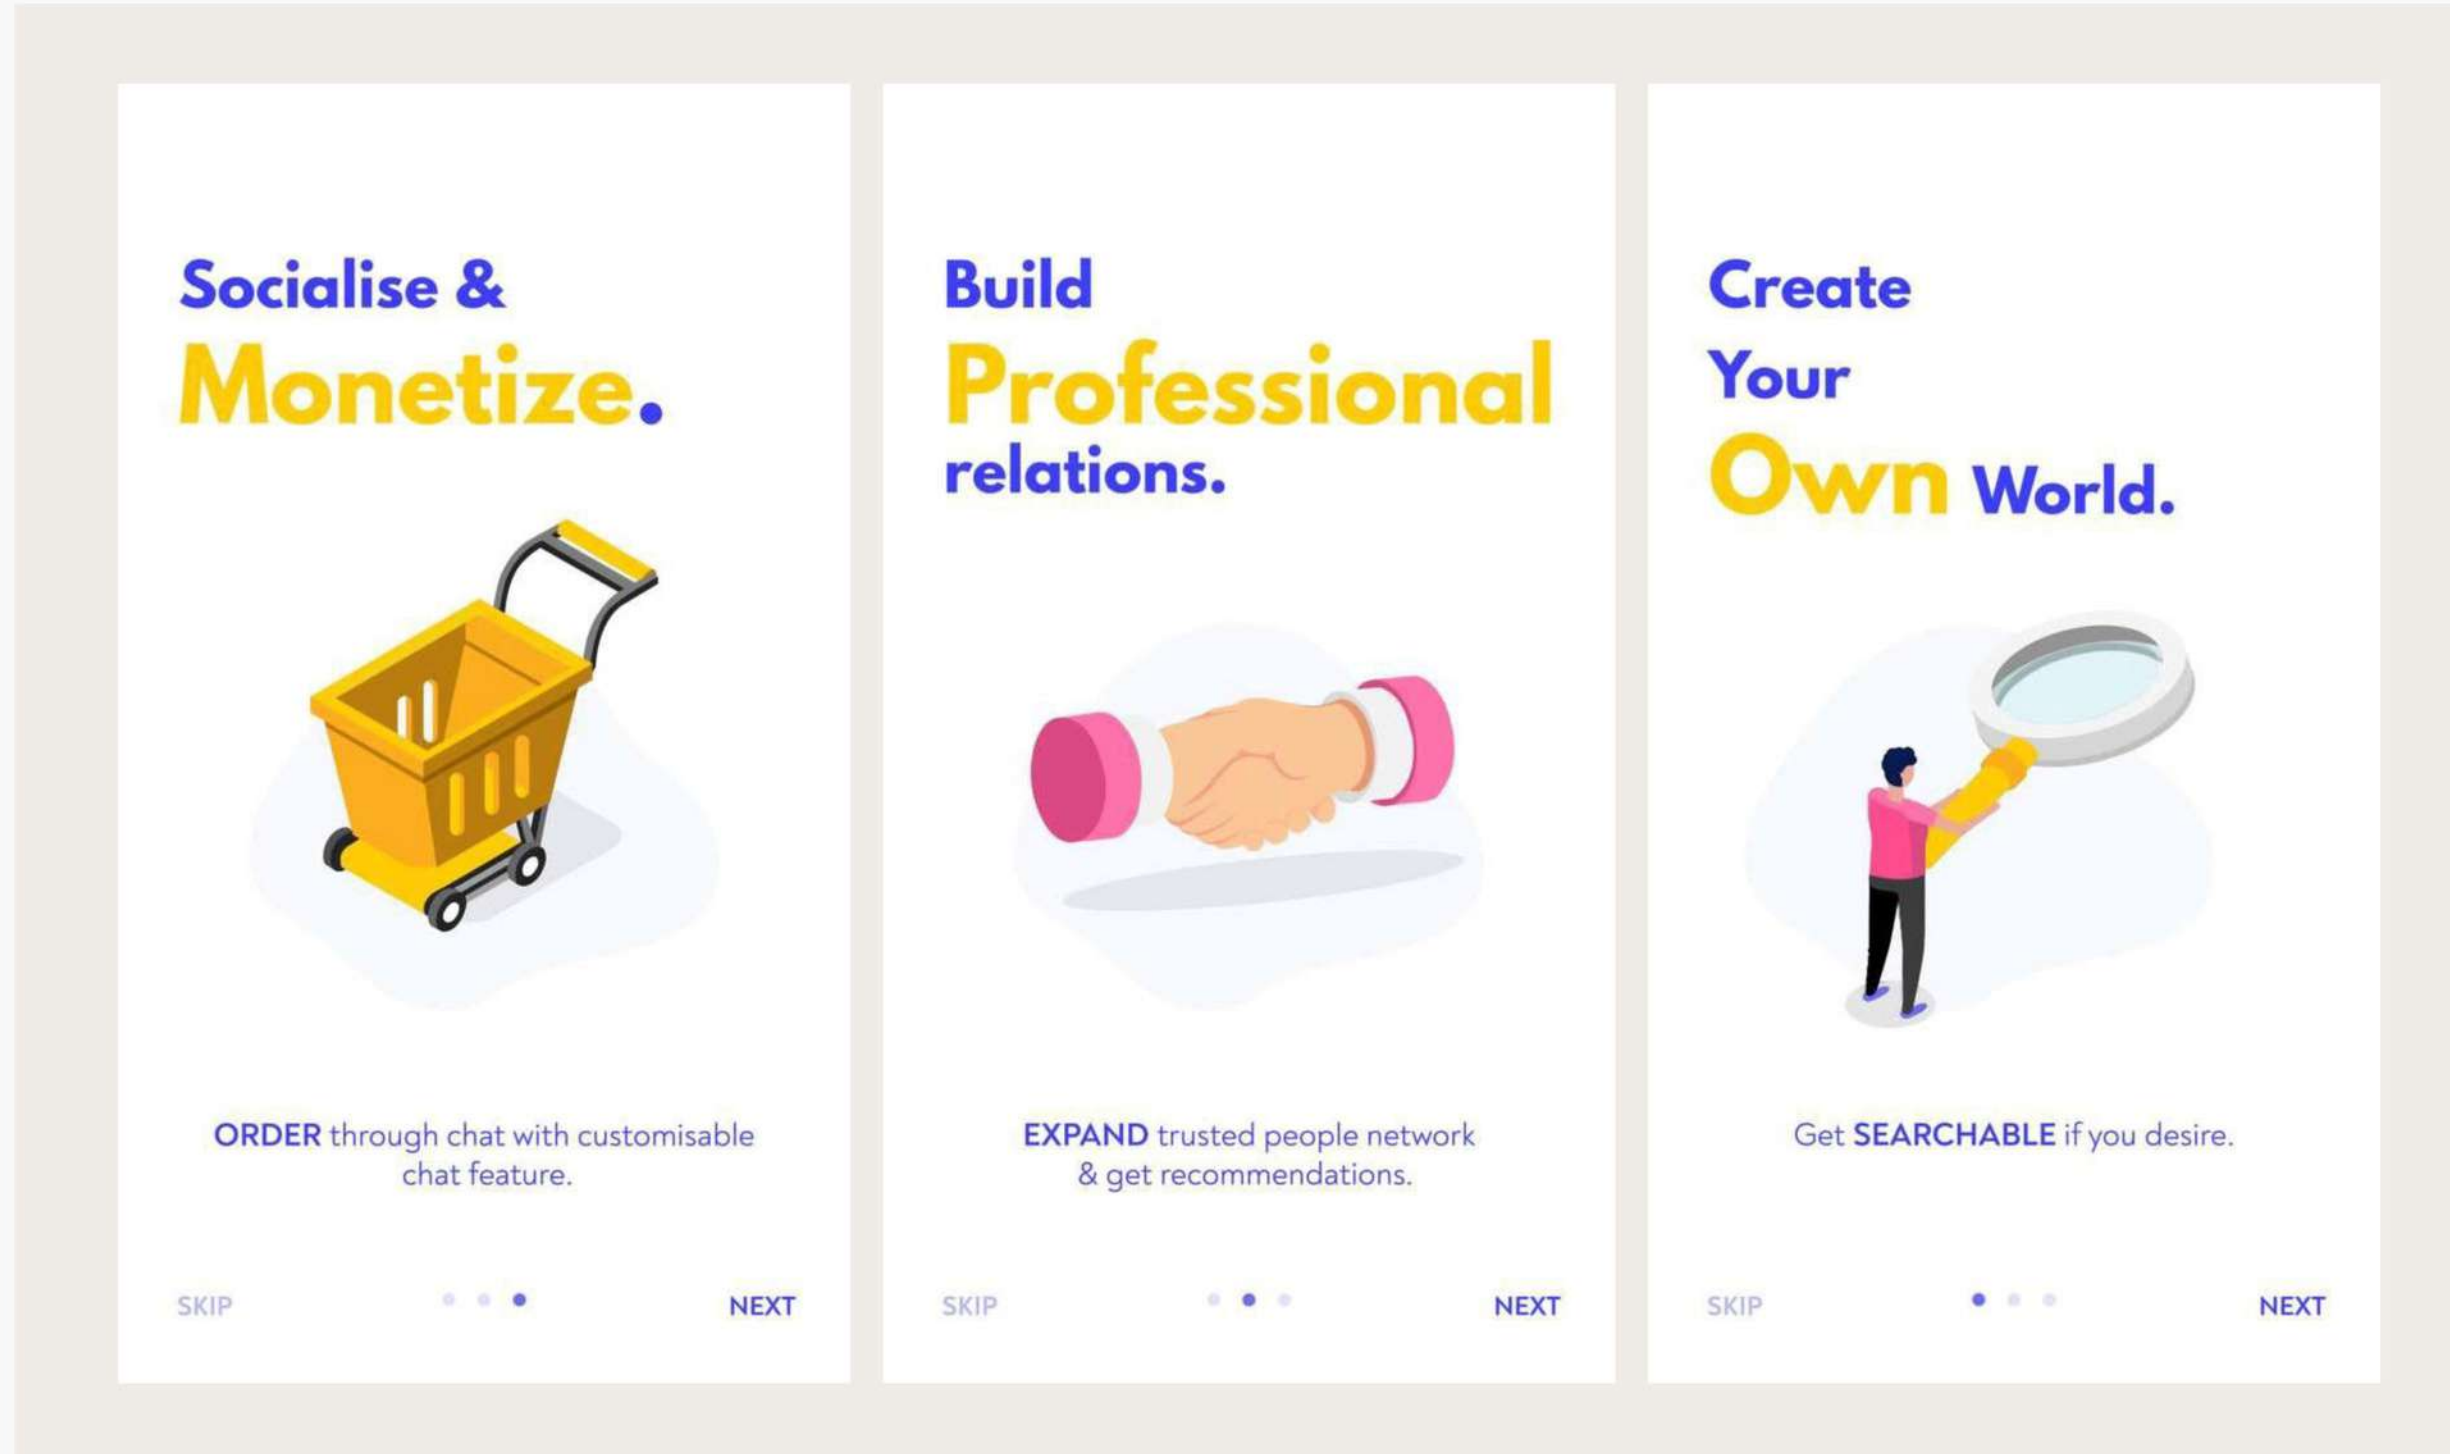 Socialise &
Monetize.
ORDER through chat with customisable
chat feature.
SKIP
NEXT
Build
Professional
relations.
EXPAND trusted people network
& get recommendations.
SKIP
NEXT
Create
Your
Own World.
Get SEARCHABLE if you desire.
SKIP
NEXT